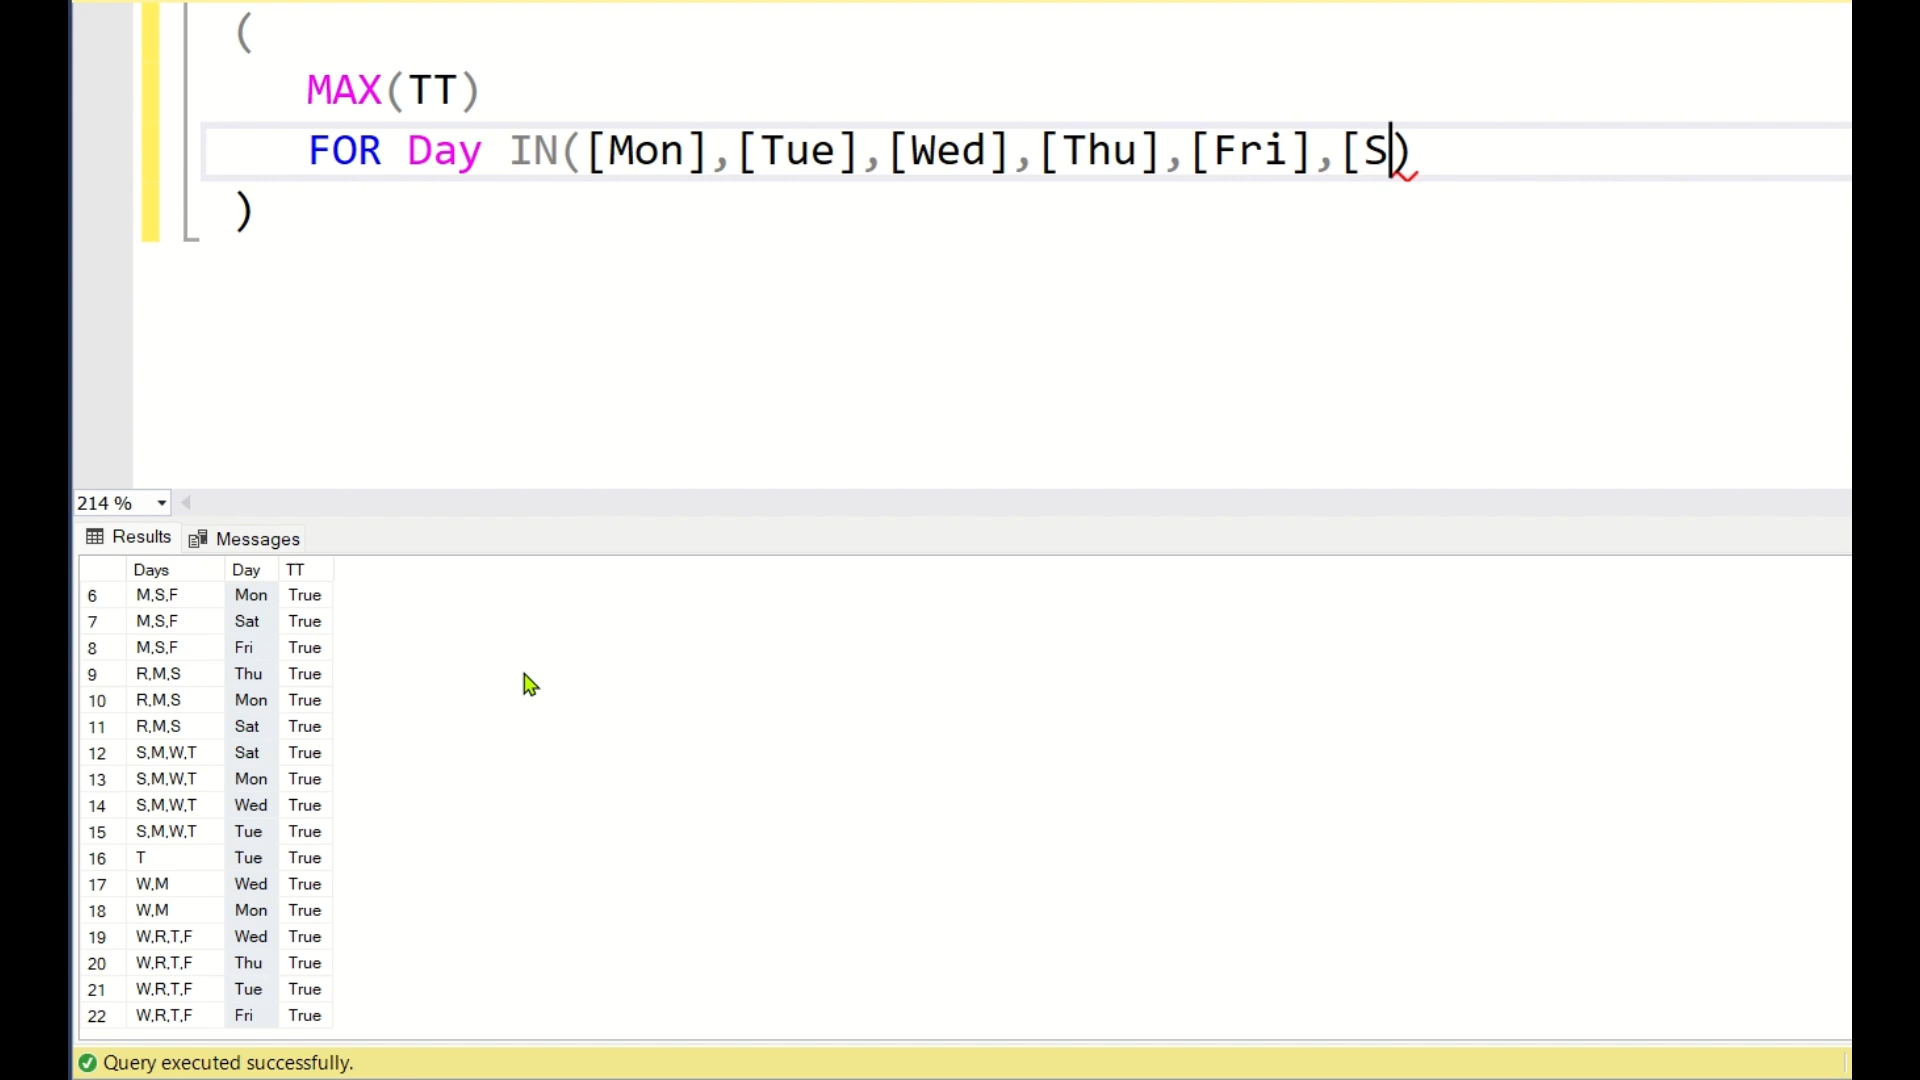 (
MAX(TT)
FOR Day IN([Mon],[Tue],[Wed],[Thu],[Fri],[S)
)
214 %
Results Messages
Days Day TT
6 M,S,F Mon True
7 M,S,F Sat True
8 M,S,F Fri True
9 R,M,S Thu True
10 R,M,S Mon True
11 R,M,S Sat True
12 S,M,W,T Sat True
13 S,M,W,T Mon True
14 S,M,W,T Wed True
15 S,M,W,T Tue True
16 T Tue True
17 W,M Wed True
18 W,M Mon True
19 W,R,T,F Wed True
20 W,R,T,F Thu True
21 W,R,T,F Tue True
22 W,R,T,F Fri True
Query executed successfully.